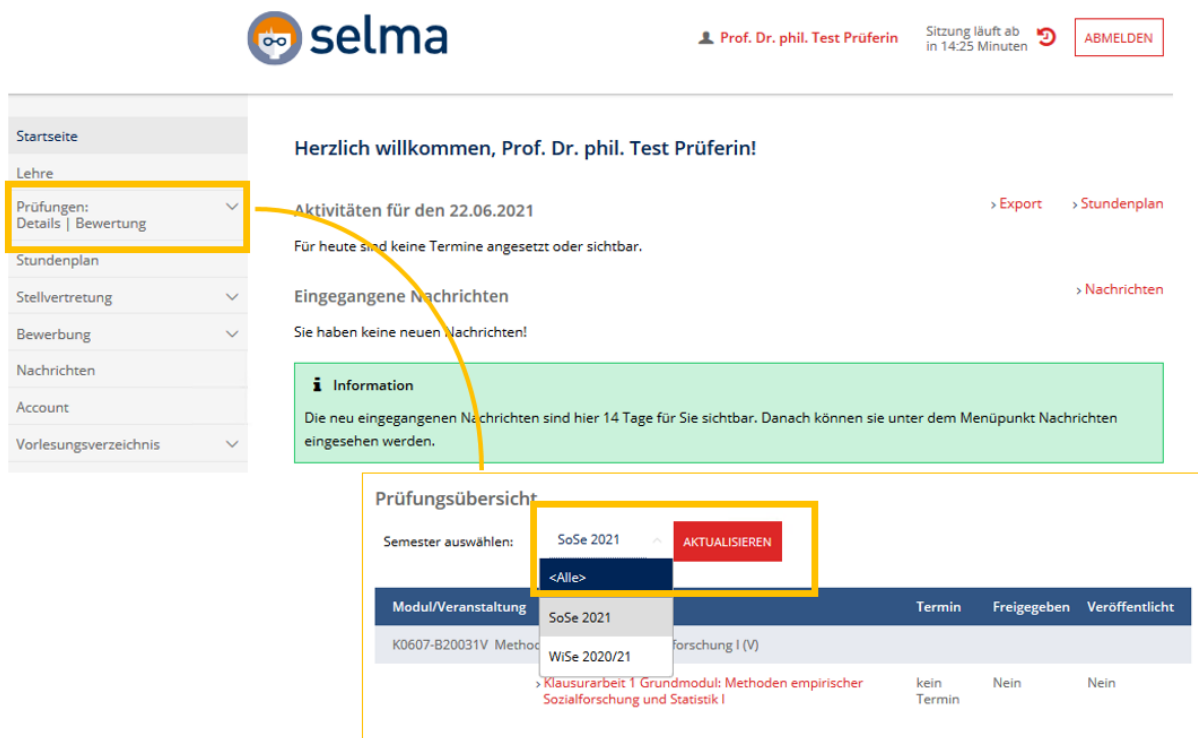 selma
Prof. Dr. phil. Test Prüferin
Sitzung läuft ab
in 14:25 Minuten
ABMELDEN
Startseite
Lehre
Prüfungen:
Details | Bewertung
Stundenplan
Stellvertretung
Bewerbung
Nachrichten
Account
Vorlesungsverzeichnis
Herzlich willkommen, Prof. Dr. phil. Test Prüferin!
Aktivitäten für den 22.06.2021
› Export › Stundenplan
Für heute sind keine Termine angesetzt oder sichtbar.
Eingegangene Nachrichten
› Nachrichten
Sie haben keine neuen Nachrichten!
i Information
Die neu eingegangenen Nachrichten sind hier 14 Tage für Sie sichtbar. Danach können sie unter dem Menüpunkt Nachrichten
eingesehen werden.
Prüfungsübersicht
Semester auswählen: SoSe 2021 AKTUALISIEREN
<Alle>
SoSe 2021
WiSe 2020/21
Modul/Veranstaltung Termin Freigegeben Veröffentlicht
K0607-B20031V Metho forschung I (V)
› Klausurarbeit 1 Grundmodul: Methoden empirischer
Sozialforschung und Statistik I
kein
Termin
Nein Nein